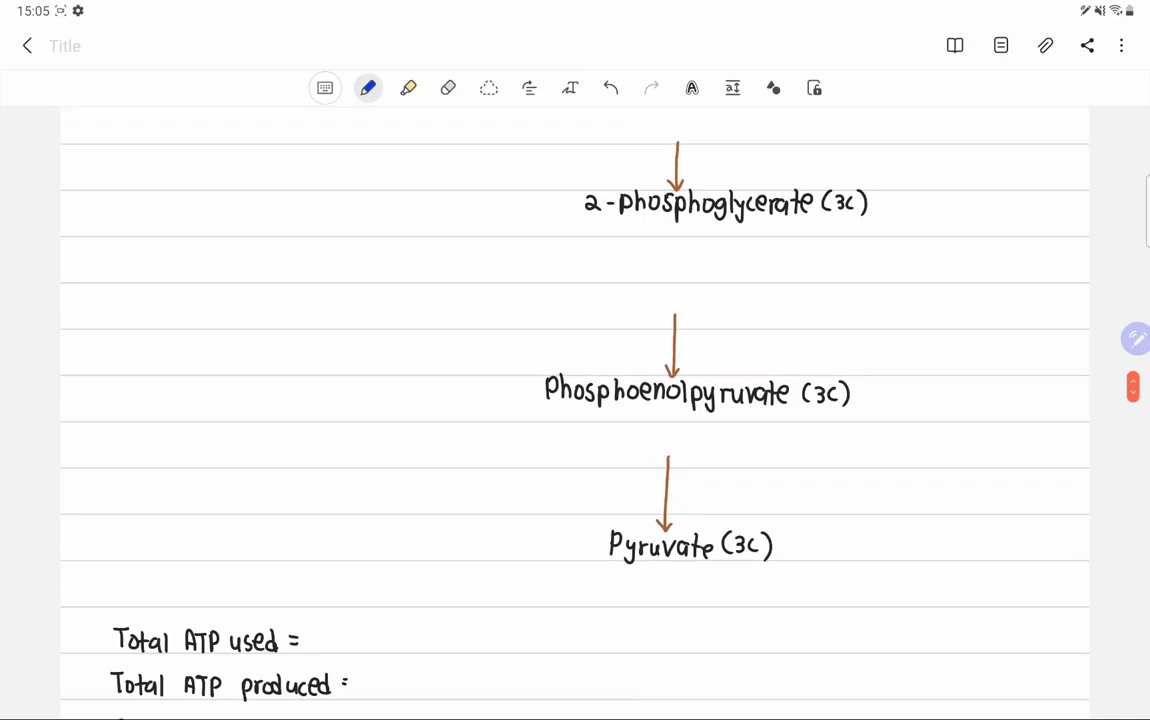 15:05
Title
2-phosphoglycerate (3C)
Phosphoenolpyruvate (3C)
Pyruvate (3C)
Total ATP used =
Total ATP produced =